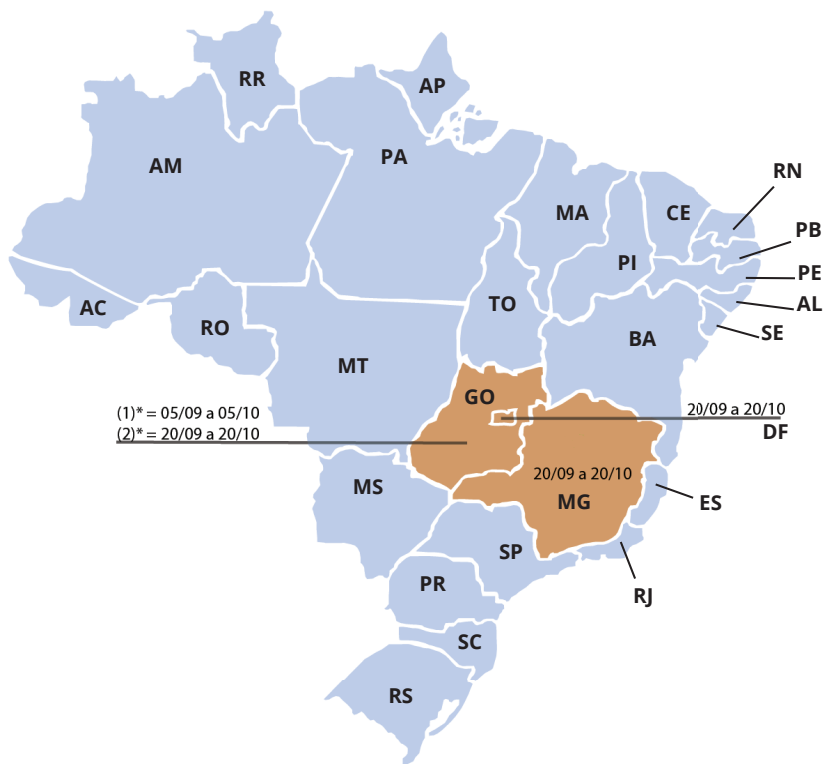 RR
AP
AM
PA
RN
MA
CE
PB
PI
PE
AC
TO
AL
RO
SE
BA
MT
GO
(1)* = 05/09 a 05/10
20/09 a 20/10
(2)* = 20/09 a 20/10
DF
20/09 a 20/10
MS
MG
ES
SP
PR
RJ
SC
RS